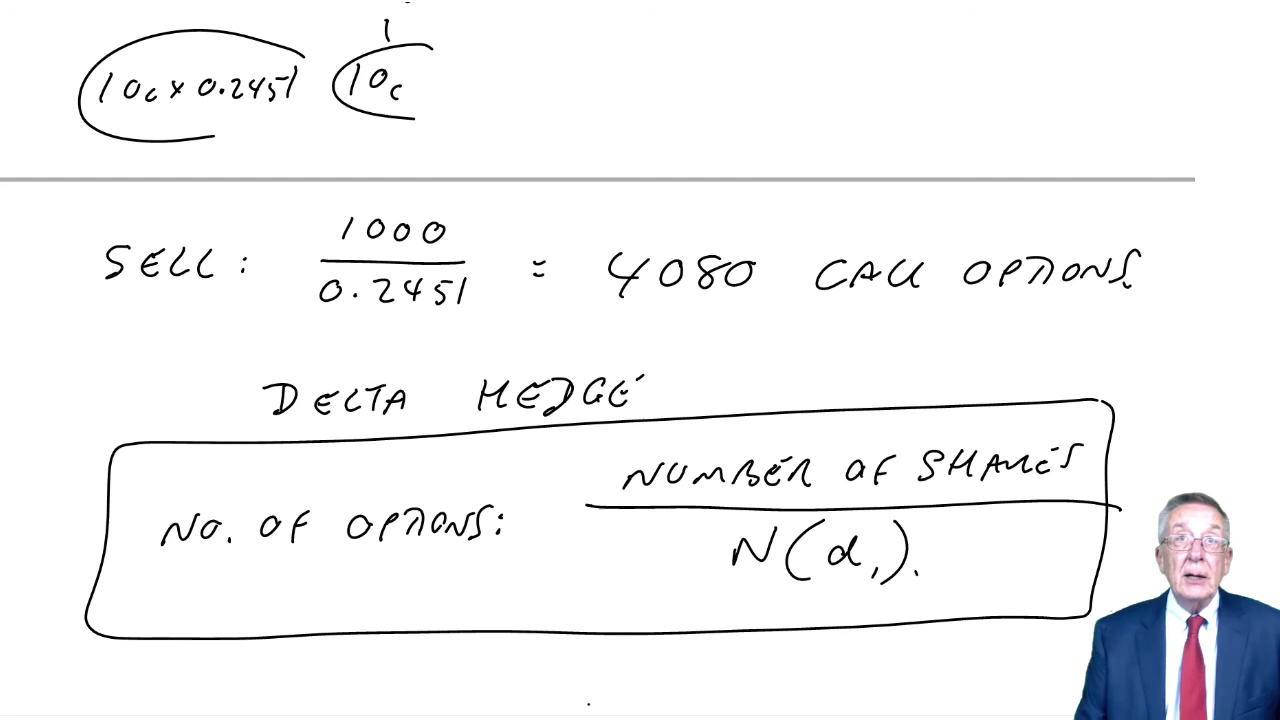 1
10c x 0.2451 10c
SELL: 1000 / 0.2451 = 4080 CALL OPTIONS.
DELTA HEDGE
NO. OF OPTIONS: NUMBER OF SHARES / N(d1).